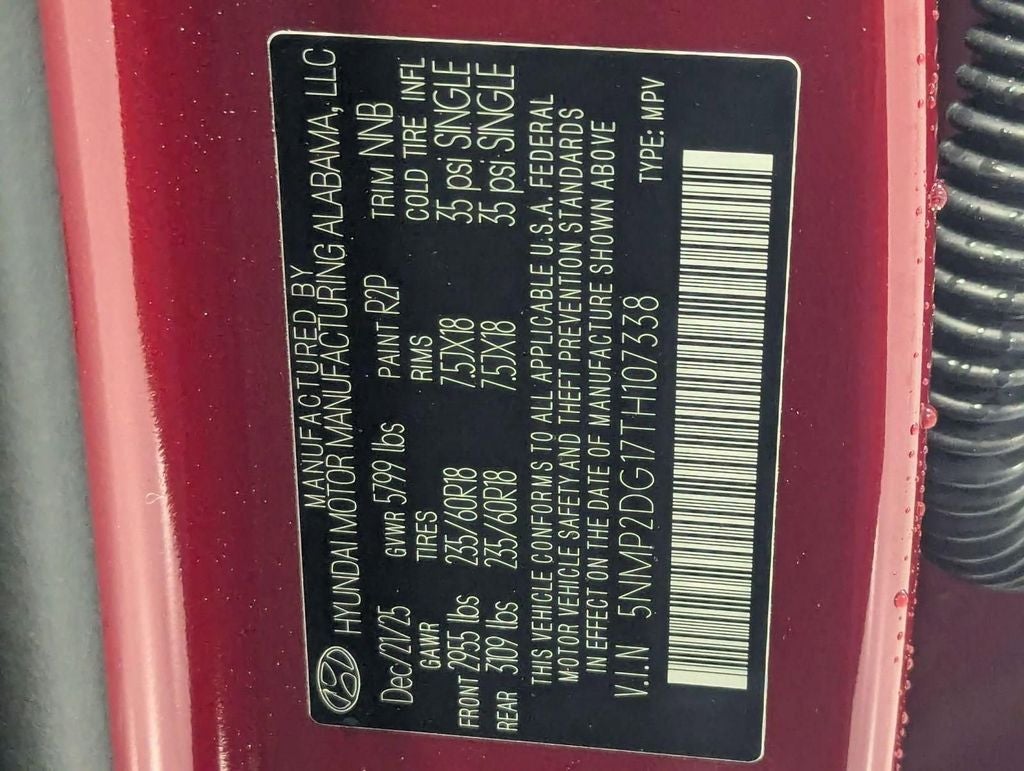 MANUFACTURED BY
HYUNDAI MOTOR MANUFACTURING ALABAMA, LLC
Dec/21/25 GVWR 5799 lbs PAINT R2P TRIM NNB
GAWR TIRES RIMS COLD TIRE INFL
FRONT 2955 lbs 235/60R18 7.5JX18 35 psi SINGLE
REAR 3109 lbs 235/60R18 7.5JX18 35 psi SINGLE
THIS VEHICLE CONFORMS TO ALL APPLICABLE U.S.A. FEDERAL
MOTOR VEHICLE SAFETY AND THEFT PREVENTION STANDARDS
IN EFFECT ON THE DATE OF MANUFACTURE SHOWN ABOVE
V.I.N 5NMP2DG17TH107338 TYPE: MPV